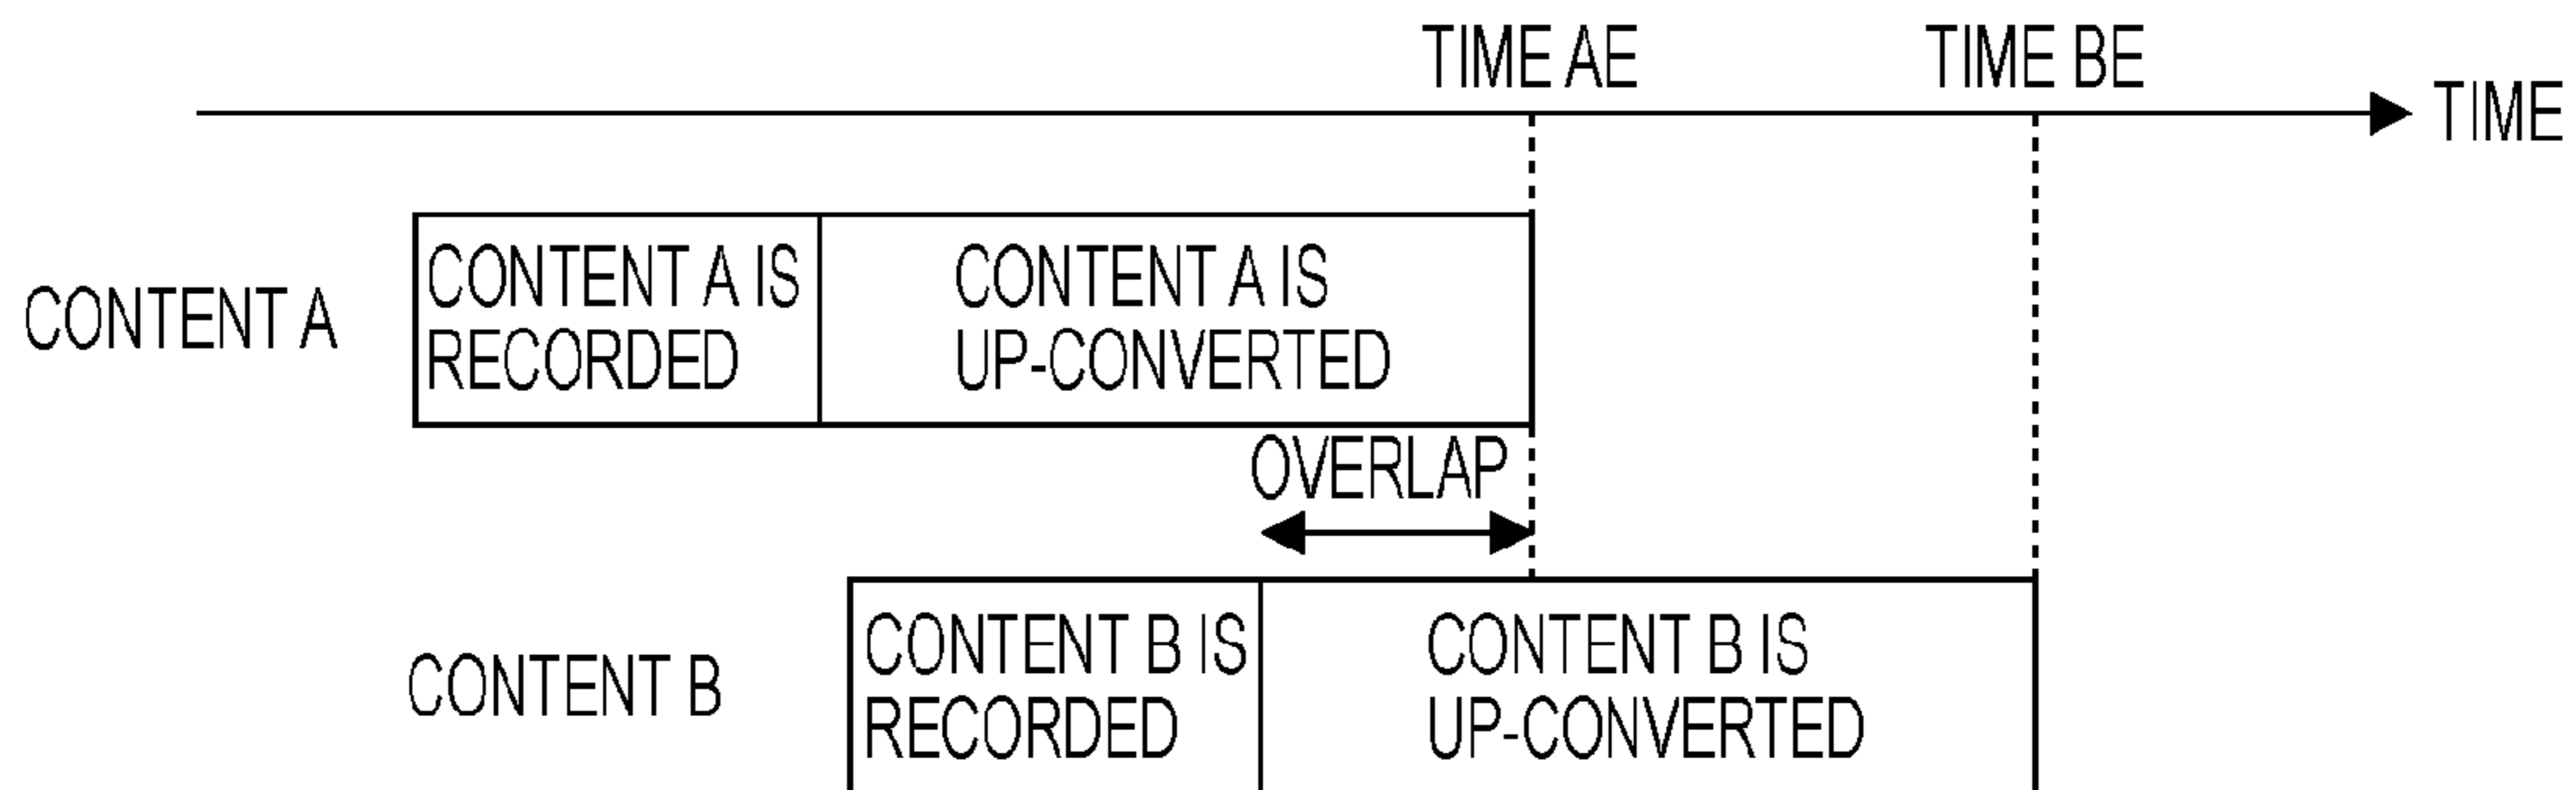 TIME AE
TIME BE
TIME
CONTENT A
CONTENT A IS
RECORDED
CONTENT A IS
UP-CONVERTED
OVERLAP
CONTENT B
CONTENT B IS
RECORDED
CONTENT B IS
UP-CONVERTED